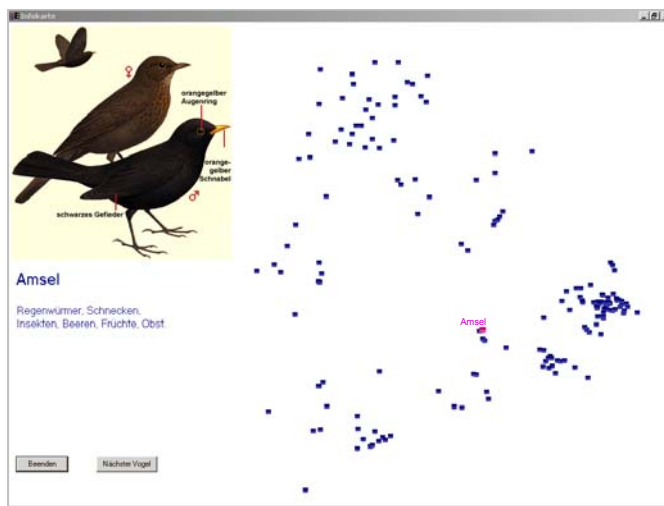 Infokarte
orangegelber
Augenring
orange-
gelber
Schnabel
schwarzes Gefieder
Amsel
Regenwürmer, Schnecken,
Insekten, Beeren, Früchte, Obst.
Amsel
Beenden
Nächster Vogel